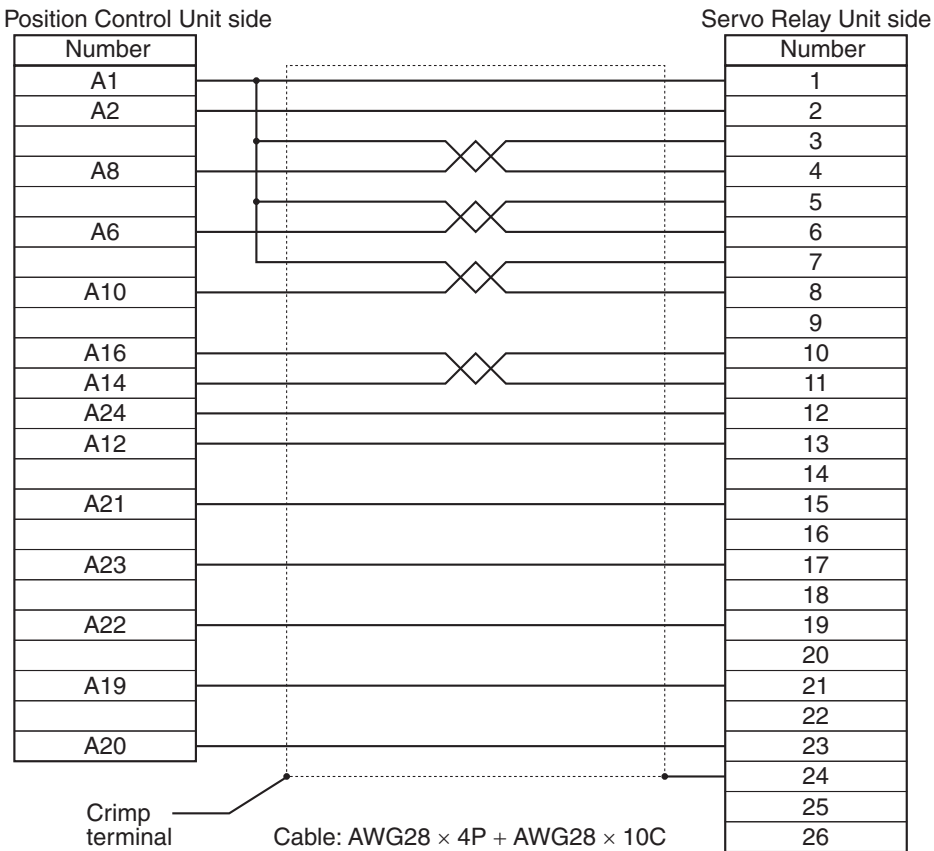 Position Control Unit side Servo Relay Unit side
Number Number
A1 1
A2 2
3
A8 4
5
A6 6
7
A10 8
9
A16 10
A14 11
A24 12
A12 13
14
A21 15
16
A23 17
18
A22 19
20
A19 21
22
A20 23
24
Crimp 25
terminal Cable: AWG28 × 4P + AWG28 × 10C 26